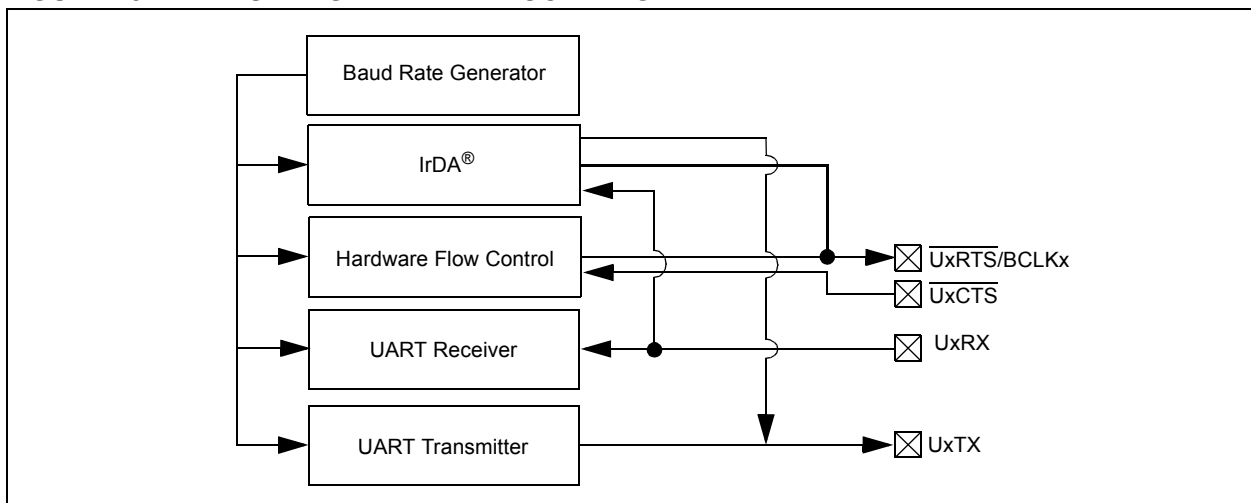 Baud Rate Generator
IrDA®
Hardware Flow Control
UxRTS/BCLKx
UxCTS
UART Receiver
UxRX
UART Transmitter
UxTX